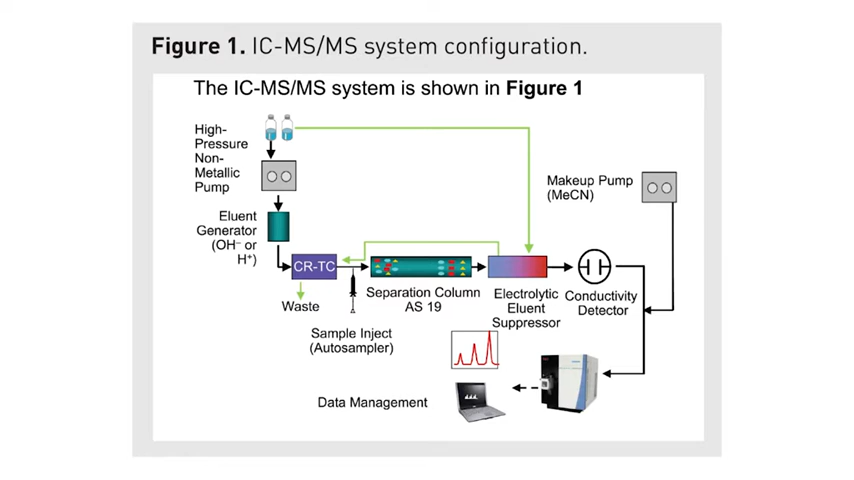 Figure 1. IC-MS/MS system configuration.
The IC-MS/MS system is shown in Figure 1
High-
Pressure
Non-
Metallic
Pump
Makeup Pump
(MeCN)
Eluent
Generator
(OH⁻ or
H⁺)
CR-TC
Waste
Separation Column
AS 19
Electrolytic
Eluent
Suppressor
Conductivity
Detector
Sample Inject
(Autosampler)
Data Management